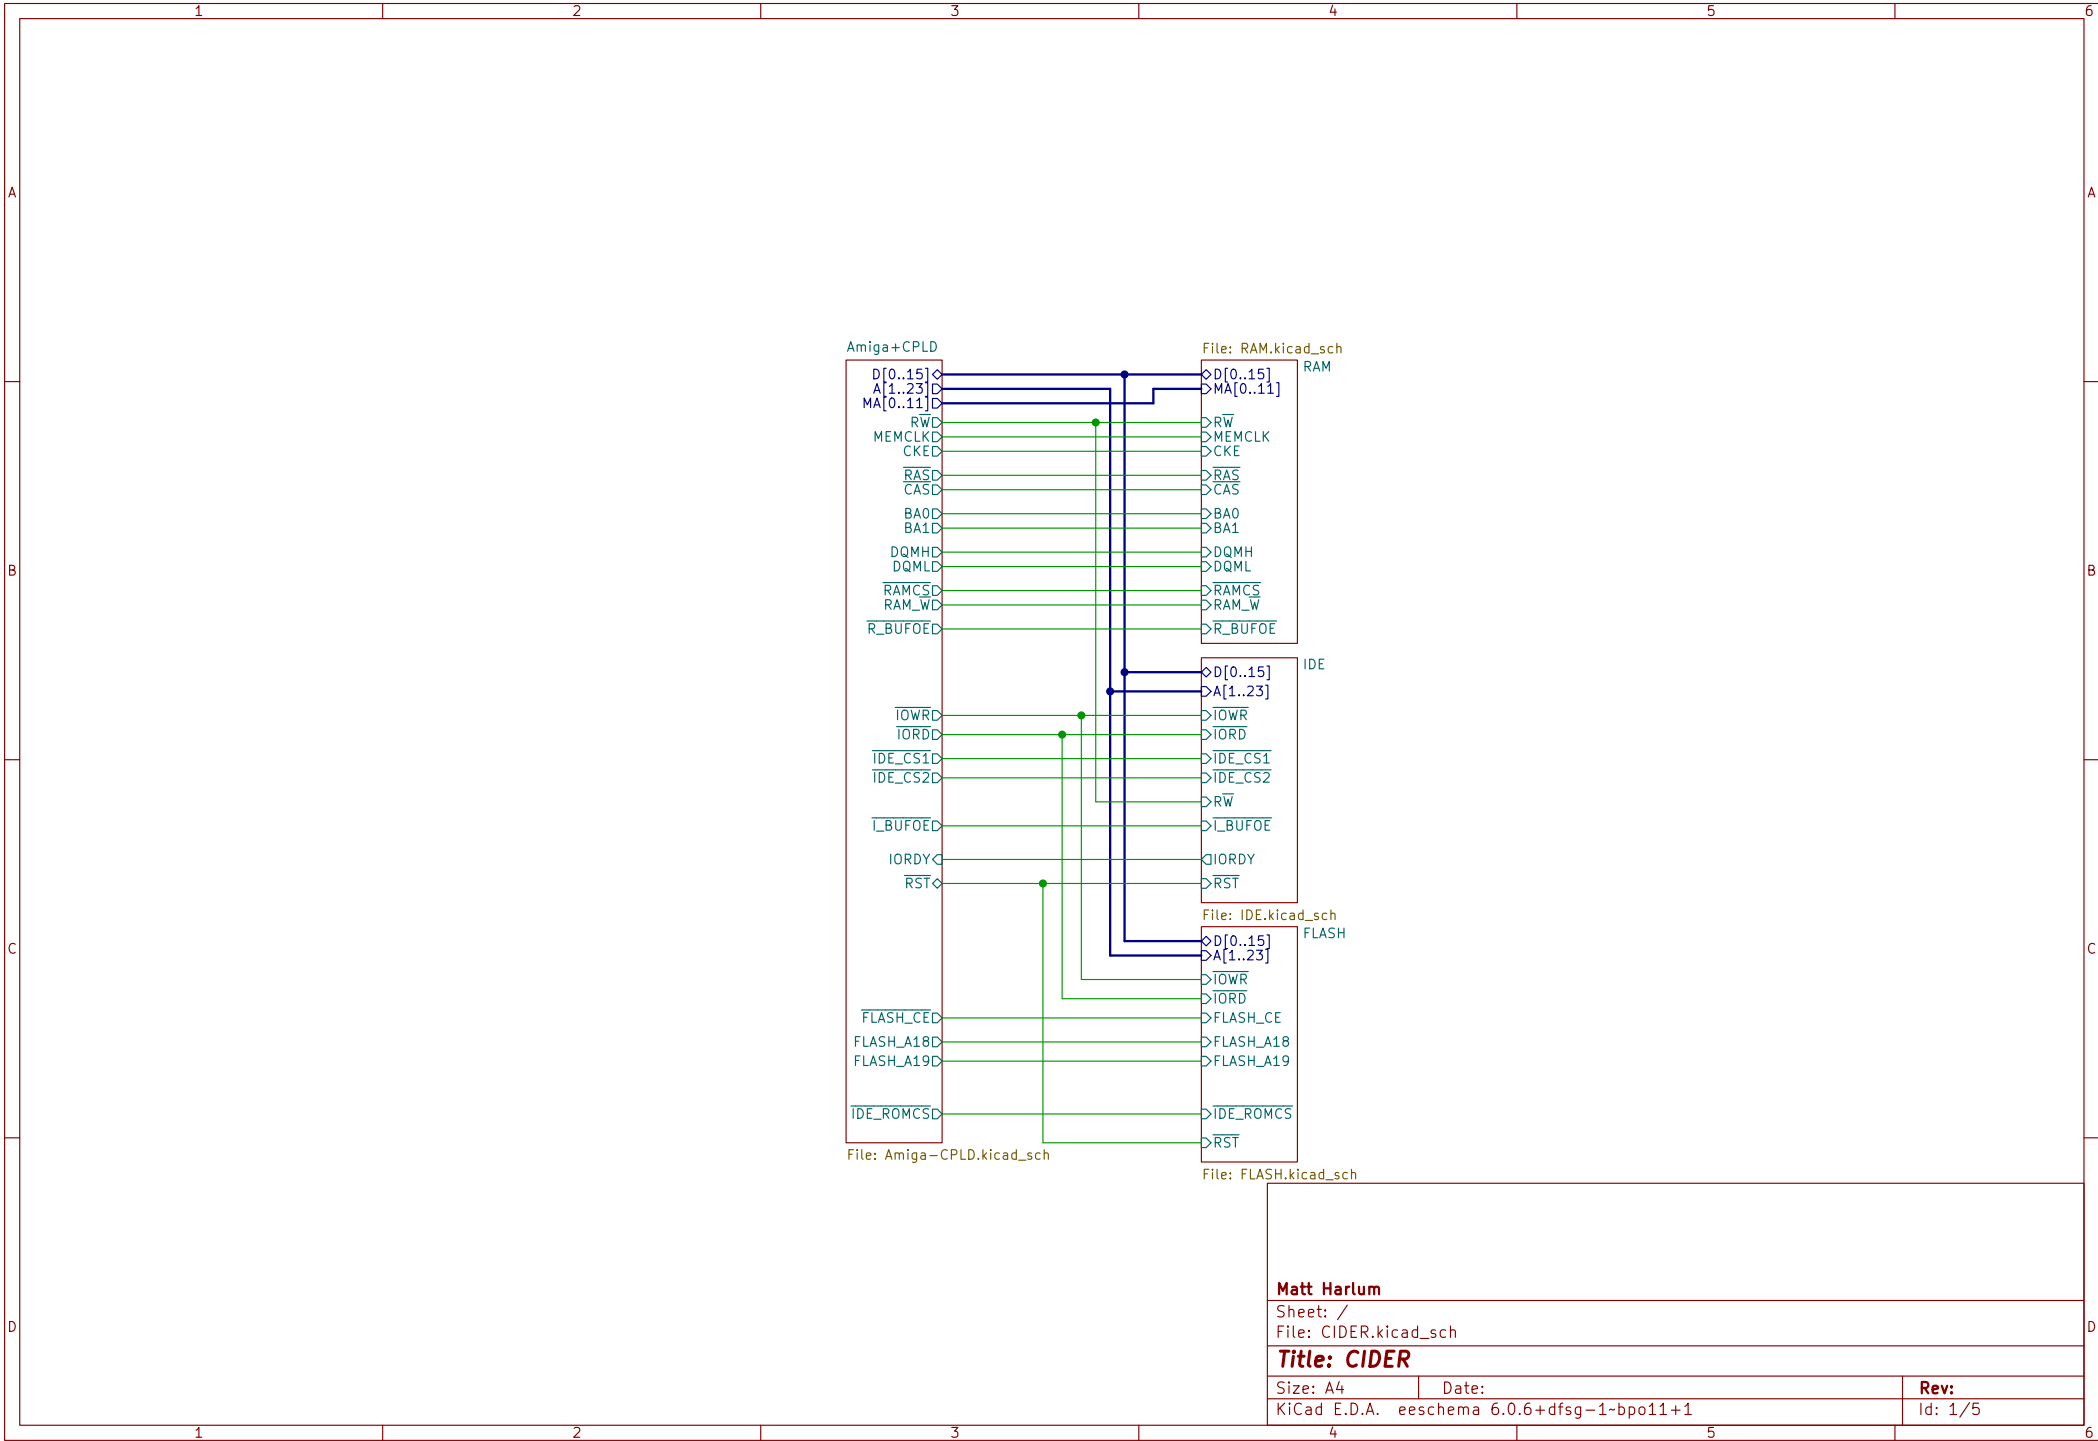 1 2 3 4 5 6
A A
B B
C C
D D
Amiga+CPLD
D[0..15]
A[1..23]
MA[0..11]
RW
MEMCLK
CKE
RAS
CAS
BA0
BA1
DQMH
DQML
RAMCS
RAM_W
R_BUFOE
IOWR
IORD
IDE_CS1
IDE_CS2
I_BUFOE
IORDY
RST
FLASH_CE
FLASH_A18
FLASH_A19
IDE_ROMCS
File: Amiga-CPLD.kicad_sch
File: RAM.kicad_sch
RAM
D[0..15]
MA[0..11]
RW
MEMCLK
CKE
RAS
CAS
BA0
BA1
DQMH
DQML
RAMCS
RAM_W
R_BUFOE
IDE
D[0..15]
A[1..23]
IOWR
IORD
IDE_CS1
IDE_CS2
RW
I_BUFOE
IORDY
RST
File: IDE.kicad_sch
FLASH
D[0..15]
A[1..23]
IOWR
IORD
FLASH_CE
FLASH_A18
FLASH_A19
IDE_ROMCS
RST
File: FLASH.kicad_sch
Matt Harlum
Sheet: /
File: CIDER.kicad_sch
Title: CIDER
Size: A4 Date: Rev:
KiCad E.D.A. eeschema 6.0.6+dfsg-1~bpo11+1 Id: 1/5
1 2 3 4 5 6